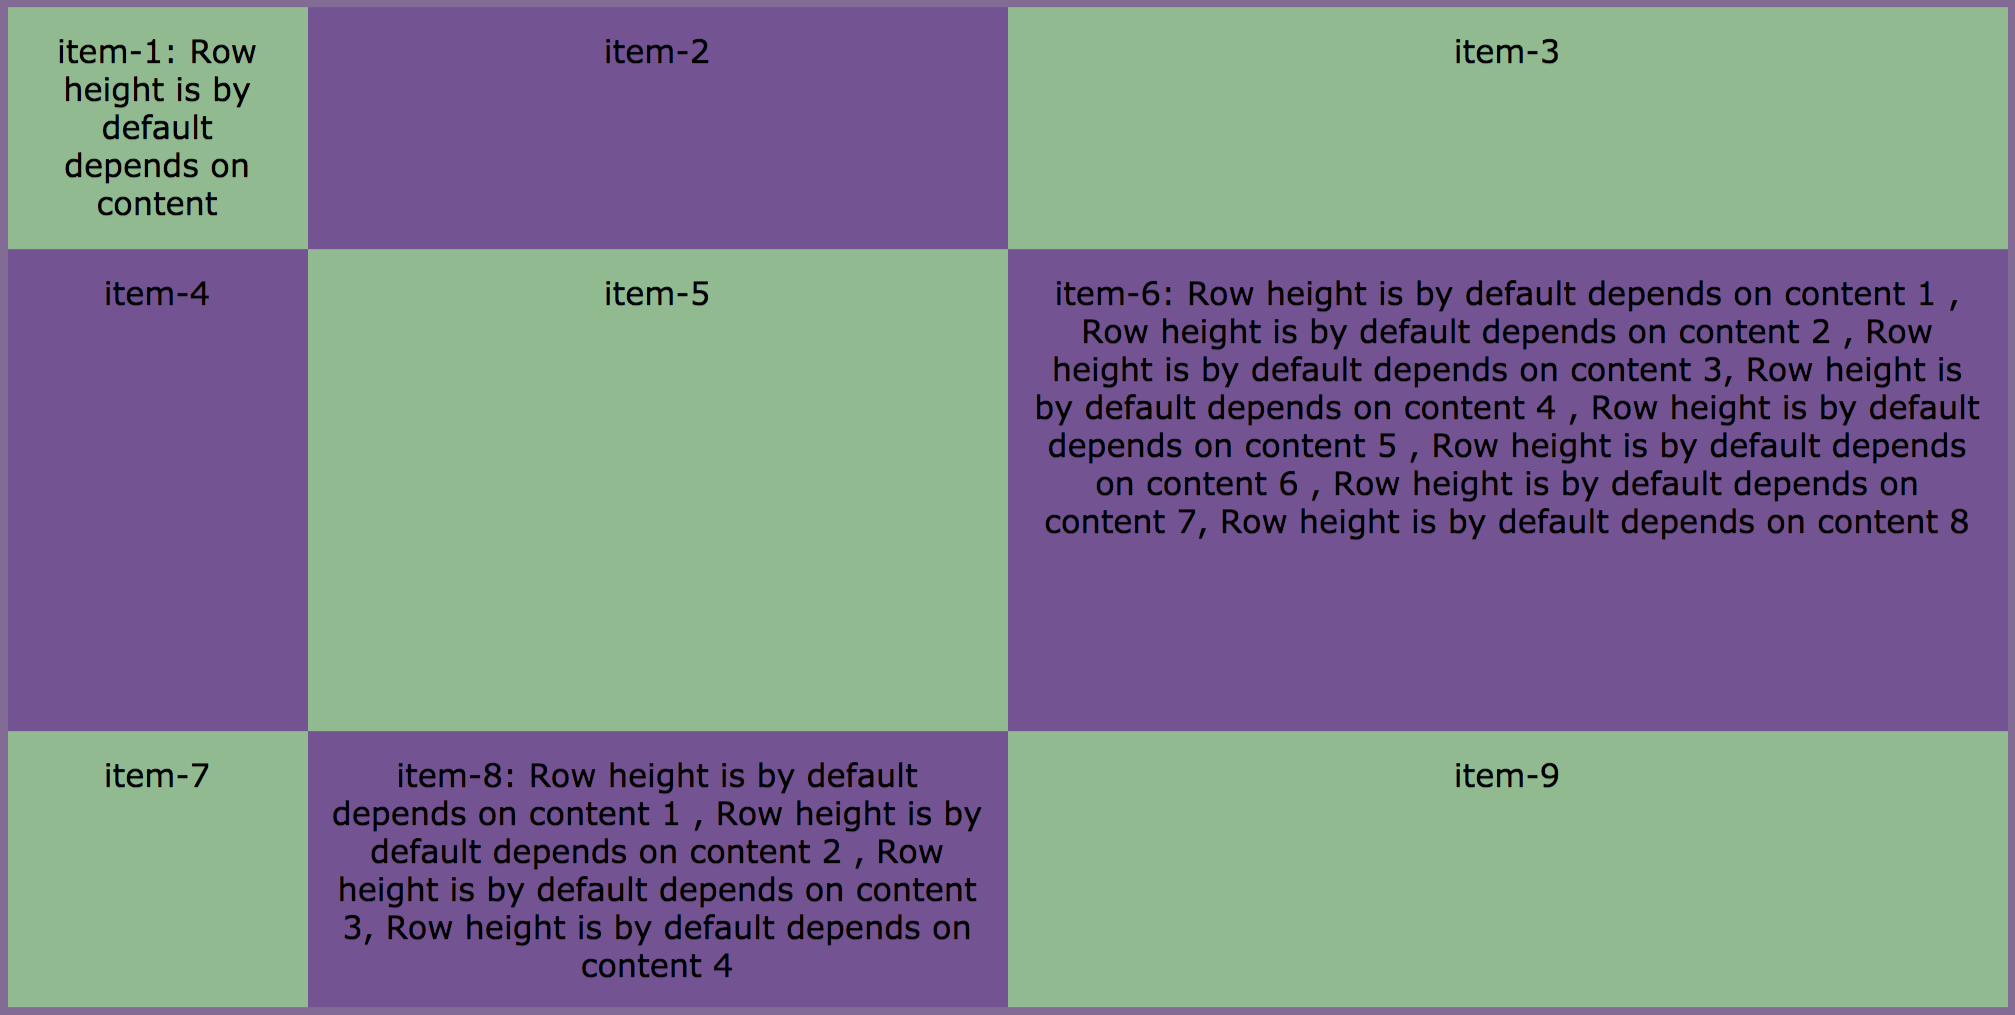 item-1: Row
height is by
default
depends on
content
item-2
item-3
item-4
item-5
item-6: Row height is by default depends on content 1 ,
Row height is by default depends on content 2 , Row
height is by default depends on content 3, Row height is
by default depends on content 4 , Row height is by default
depends on content 5 , Row height is by default depends
on content 6 , Row height is by default depends on
content 7, Row height is by default depends on content 8
item-7
item-8: Row height is by default
depends on content 1 , Row height is by
default depends on content 2 , Row
height is by default depends on content
3, Row height is by default depends on
content 4
item-9